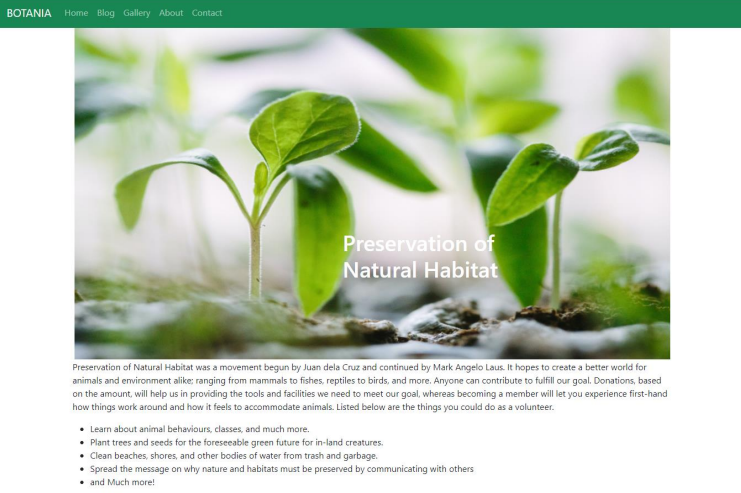 BOTANIA Home Blog Gallery About Contact
Preservation of
Natural Habitat
Preservation of Natural Habitat was a movement begun by Juan dela Cruz and continued by Mark Angelo Laus. It hopes to create a better world for
animals and environment alike; ranging from mammals to fishes, reptiles to birds, and more. Anyone can contribute to fulfill our goal. Donations, based
on the amount, will help us in providing the tools and facilities we need to meet our goal, whereas becoming a member will let you experience first-hand
how things work around and how it feels to accommodate animals. Listed below are the things you could do as a volunteer.
• Learn about animal behaviours, classes, and much more.
• Plant trees and seeds for the foreseeable green future for in-land creatures.
• Clean beaches, shores, and other bodies of water from trash and garbage.
• Spread the message on why nature and habitats must be preserved by communicating with others
• and Much more!